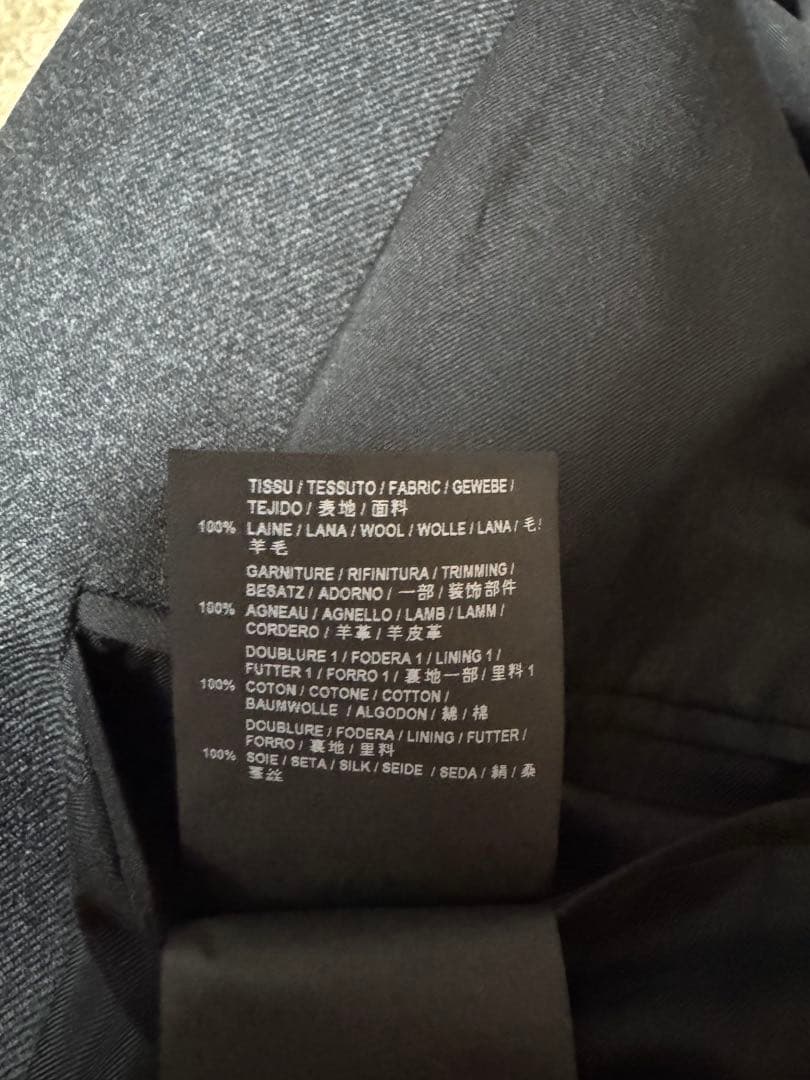 TISSU / TESSUTO / FABRIC / GEWEBE /
TEJIDO / 表地 / 面料
100% LAINE / LANA / WOOL / WOLLE / LANA / 毛 /
羊毛
GARNITURE / RIFINITURA / TRIMMING /
BESATZ / ADORNO / 一部 / 装饰部件
100% AGNEAU / AGNELLO / LAMB / LAMM /
CORDERO / 羊革 / 羊皮革
DOUBLURE 1 / FODERA 1 / LINING 1 /
FUTTER 1 / FORRO 1 / 裏地一部 / 里料 1
100% COTON / COTONE / COTTON /
BAUMWOLLE / ALGODON / 綿 / 棉
DOUBLURE / FODERA / LINING / FUTTER /
FORRO / 裏地 / 里料
100% SOIE / SETA / SILK / SEIDE / SEDA / 絹 / 桑
蚕丝